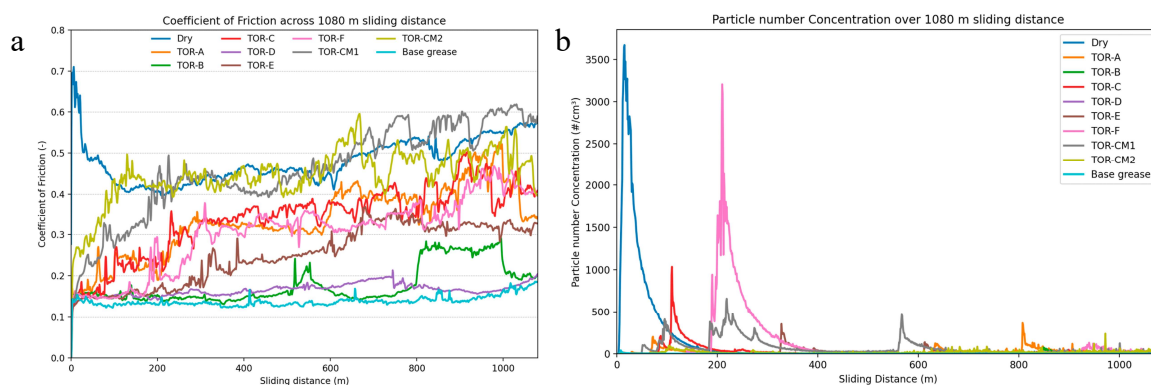 a
Coefficient of Friction across 1080 m sliding distance
Dry TOR-C TOR-F TOR-CM2
TOR-A TOR-D TOR-CM1 Base grease
TOR-B TOR-E
Coefficient of Friction (-)
0.8
0.7
0.6
0.5
0.4
0.3
0.2
0.1
0.0
0 200 400 600 800 1000
Sliding distance (m)
b
Particle number Concentration over 1080 m sliding distance
Dry
TOR-A
TOR-B
TOR-C
TOR-D
TOR-E
TOR-F
TOR-CM1
TOR-CM2
Base grease
Particle number Concentration (#/cm³)
3500
3000
2500
2000
1500
1000
500
0
0 200 400 600 800 1000
Sliding Distance (m)